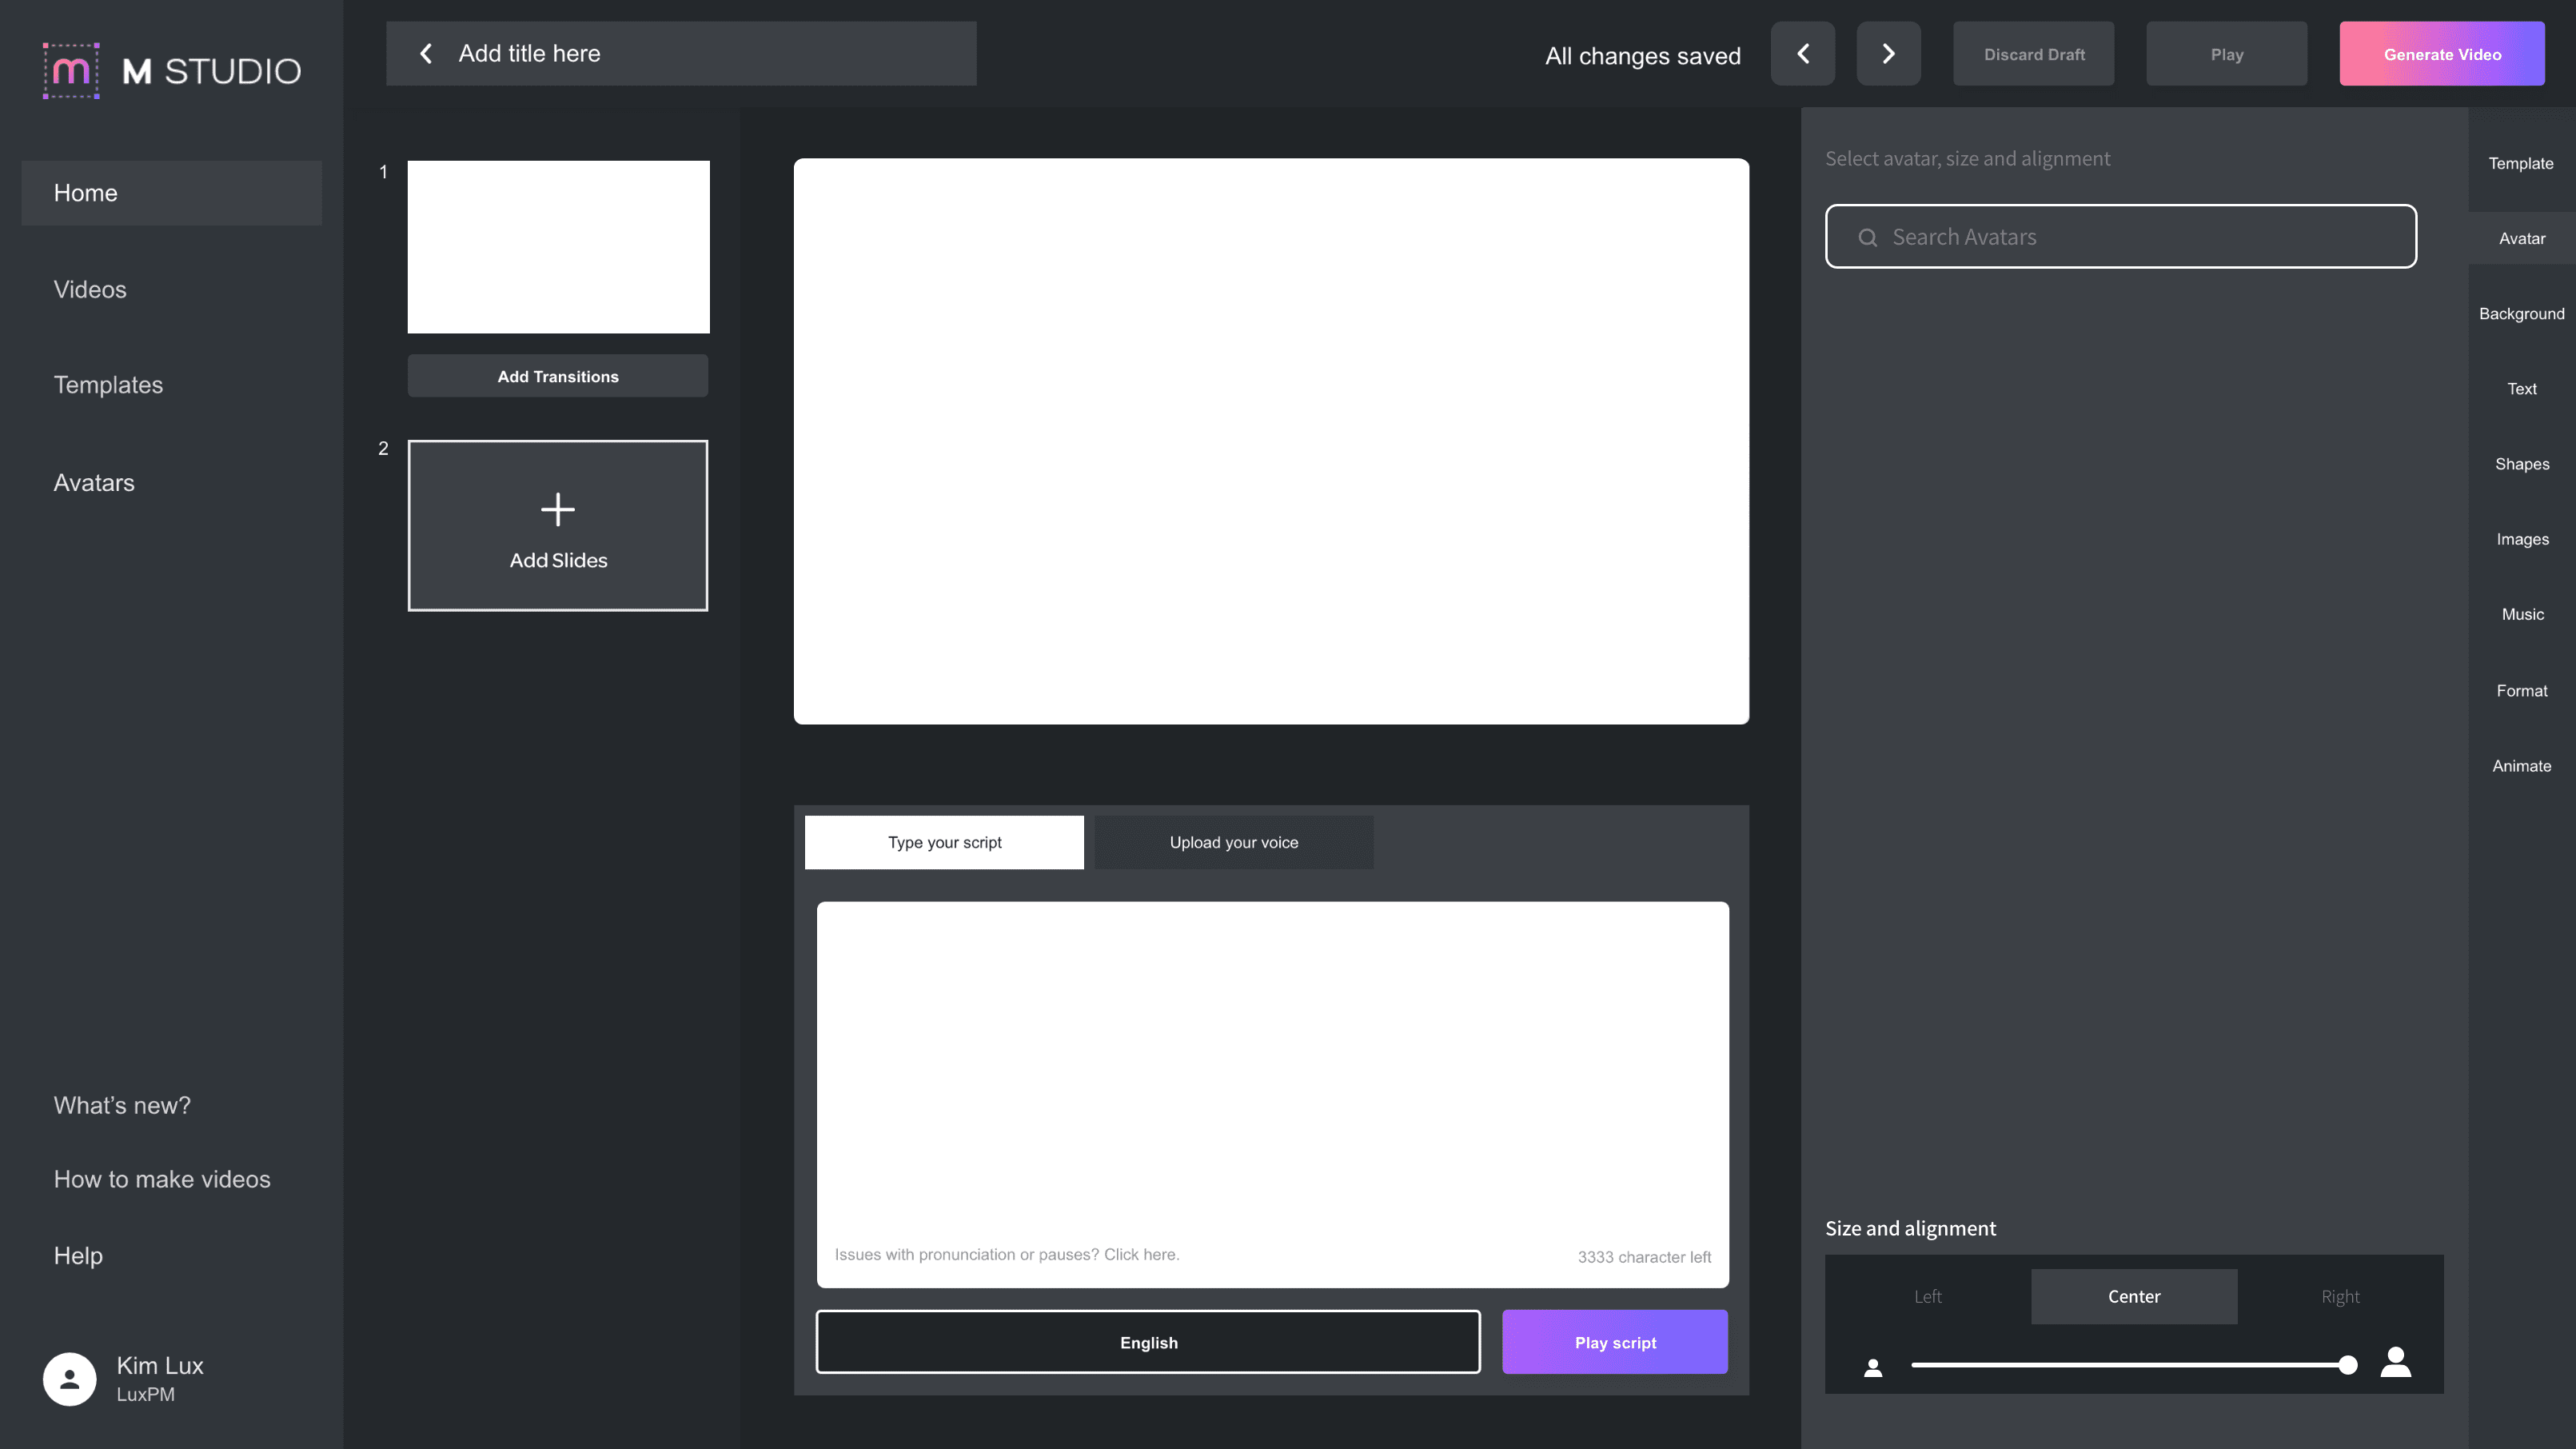 m M STUDIO
Home
Videos
Templates
Avatars
What's new?
How to make videos
Help
Kim Lux
LuxPM
Add title here
All changes saved
Discard Draft
Play
Generate Video
1
Add Transitions
2
Add Slides
Type your script
Upload your voice
Issues with pronunciation or pauses? Click here.
3333 character left
English
Play script
Select avatar, size and alignment
Search Avatars
Size and alignment
Left
Center
Right
Template
Avatar
Background
Text
Shapes
Images
Music
Format
Animate